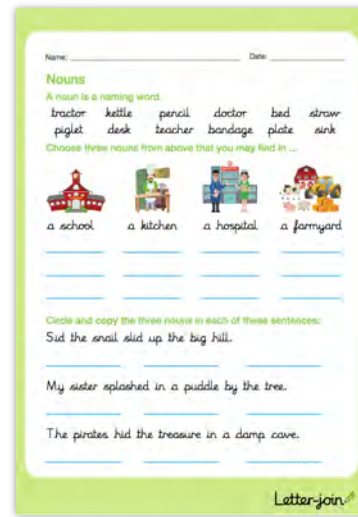 Name: Date:
Nouns
A noun is a naming word.
tractor kettle pencil doctor bed straw
piglet desk teacher bandage plate sink
Choose three nouns from above that you may find in ...
a school a kitchen a hospital a farmyard
Circle and copy the three nouns in each of these sentences:
Sid the snail slid up the big hill.
My sister splashed in a puddle by the tree.
The pirates hid the treasure in a damp cave.
Letter-join